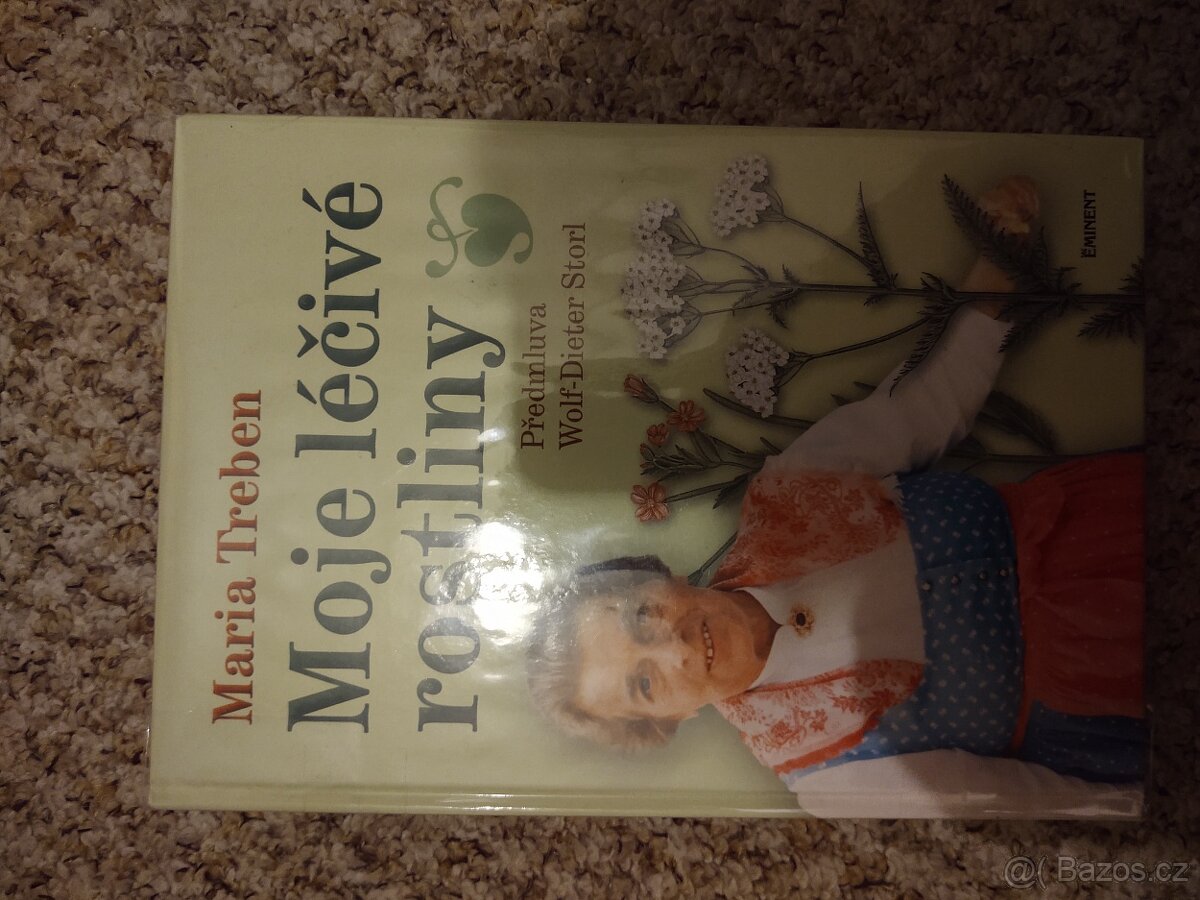 Maria Treben
Moje léčivé
rostliny
Předmluva
Wolf-Dieter Storl
EMINENT
@( Bazos.cz